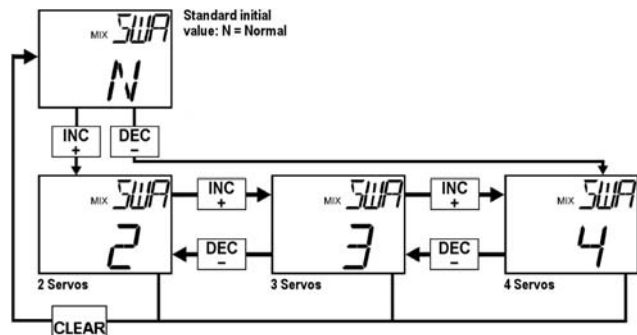 MIX SWA
N
Standard initial
value: N = Normal
INC
+
DEC
–
MIX SWA
2
2 Servos
INC
+
DEC
–
MIX SWA
3
3 Servos
INC
+
DEC
–
MIX SWA
4
4 Servos
CLEAR